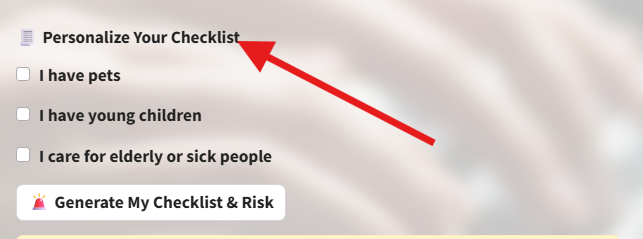 Personalize Your Checklist
I have pets
I have young children
I care for elderly or sick people
Generate My Checklist & Risk